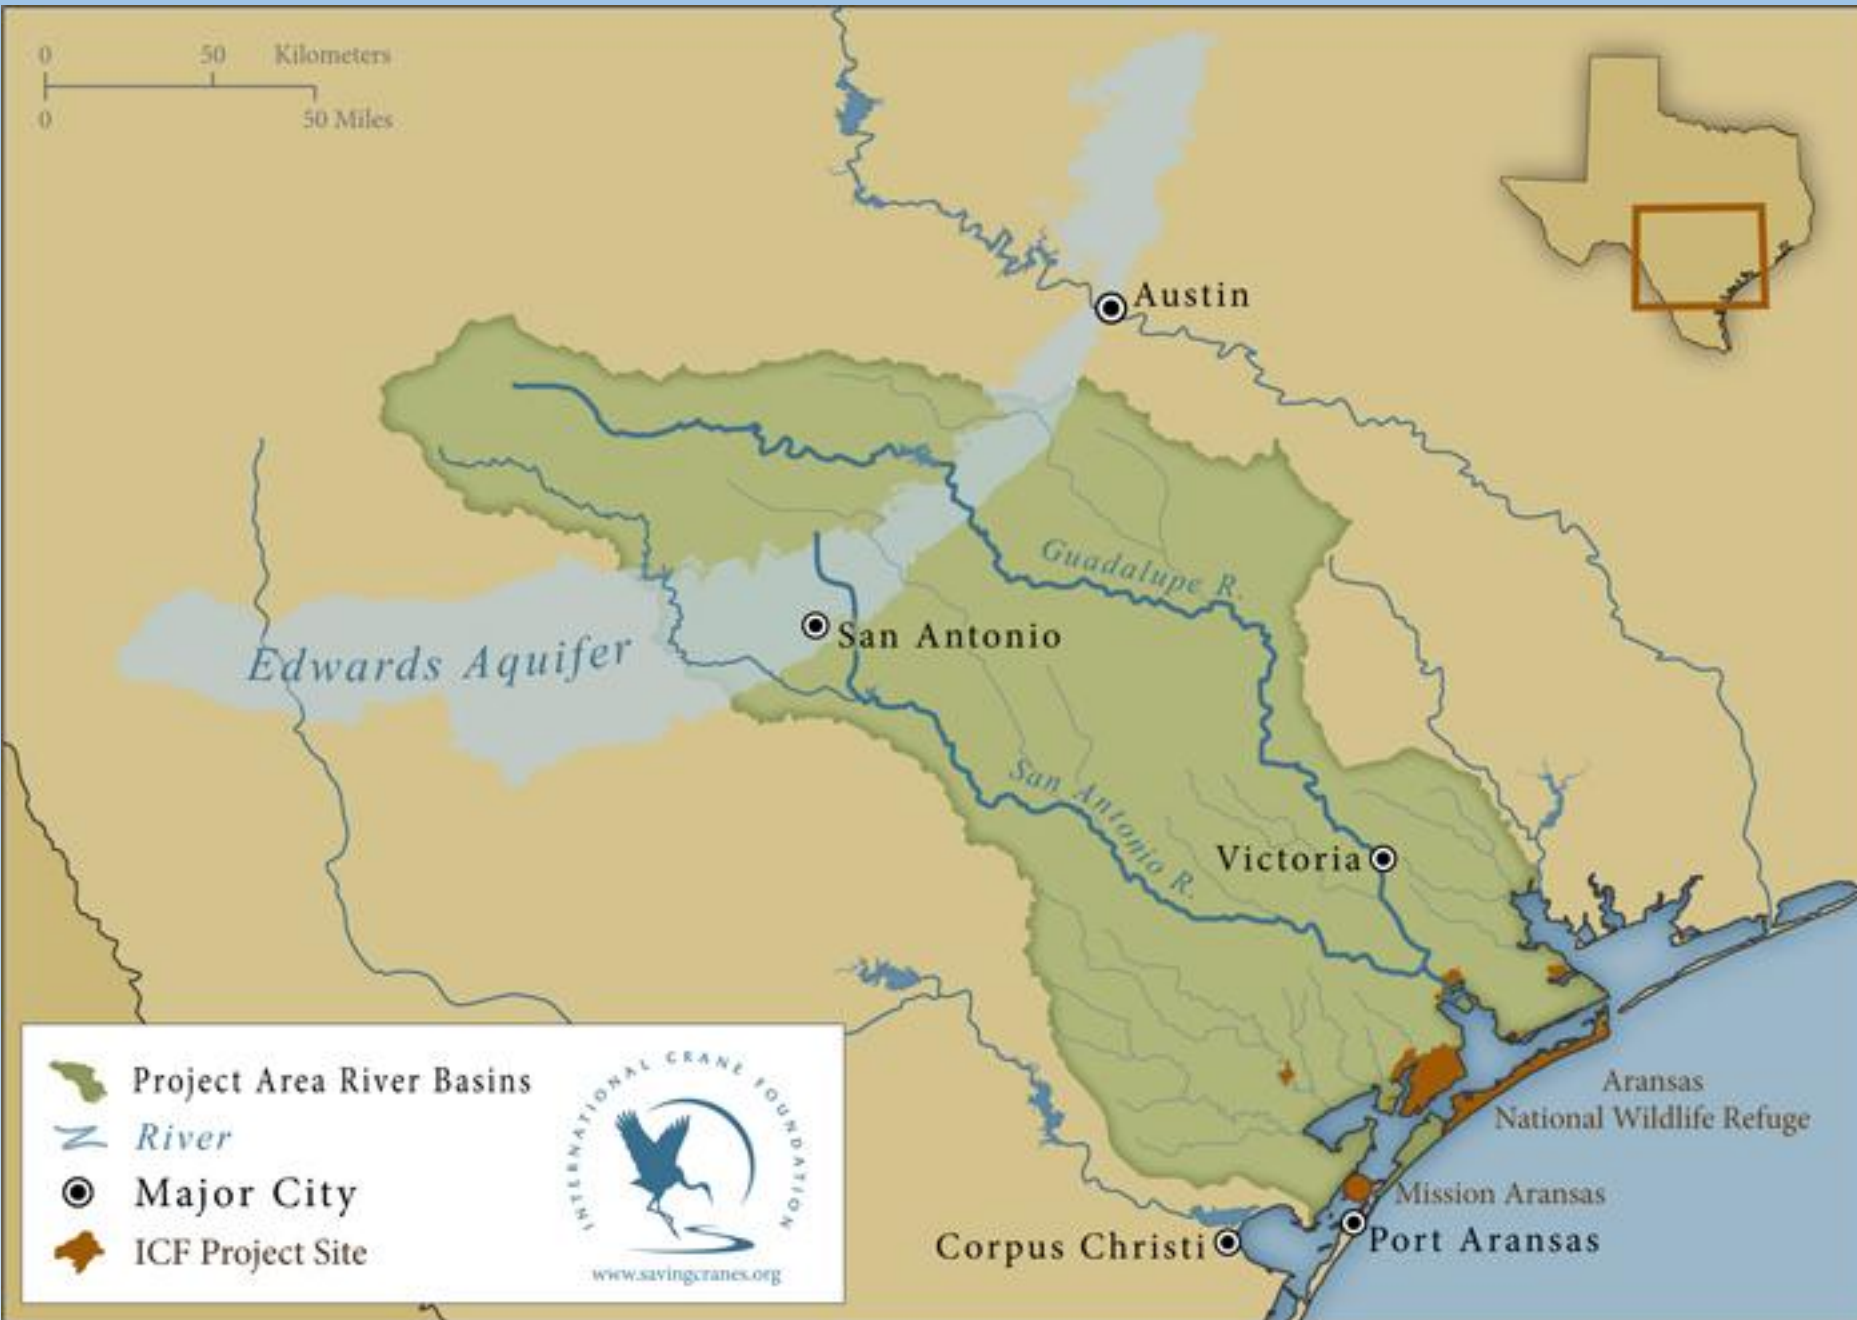 0 50 Kilometers
0 50 Miles
Austin
Guadalupe R.
San Antonio
Edwards Aquifer
San Antonio R.
Victoria
Aransas
National Wildlife Refuge
Mission Aransas
Port Aransas
Corpus Christi
Project Area River Basins
River
Major City
ICF Project Site
INTERNATIONAL CRANE FOUNDATION
www.savingcranes.org